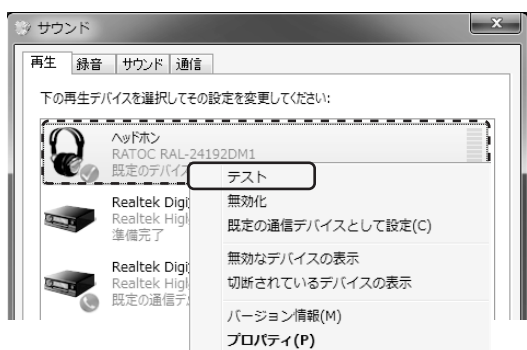 サウンド
再生 録音 サウンド 通信
下の再生デバイスを選択してその設定を変更してください:
ヘッドホン
RATOC RAL-24192DM1
既定のデバイス
Realtek Digi
Realtek High
準備完了
Realtek Digi
Realtek High
既定の通信デ
テスト
無効化
既定の通信デバイスとして設定(C)
無効なデバイスの表示
切断されているデバイスの表示
バージョン情報(M)
プロパティ(P)